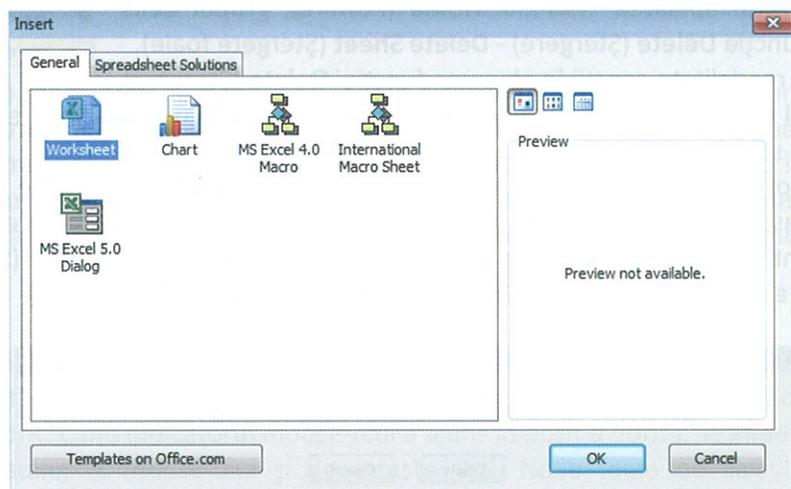 Insert
General Spreadsheet Solutions
Worksheet Chart MS Excel 4.0 Macro International Macro Sheet
MS Excel 5.0 Dialog
Preview
Preview not available.
Templates on Office.com OK Cancel